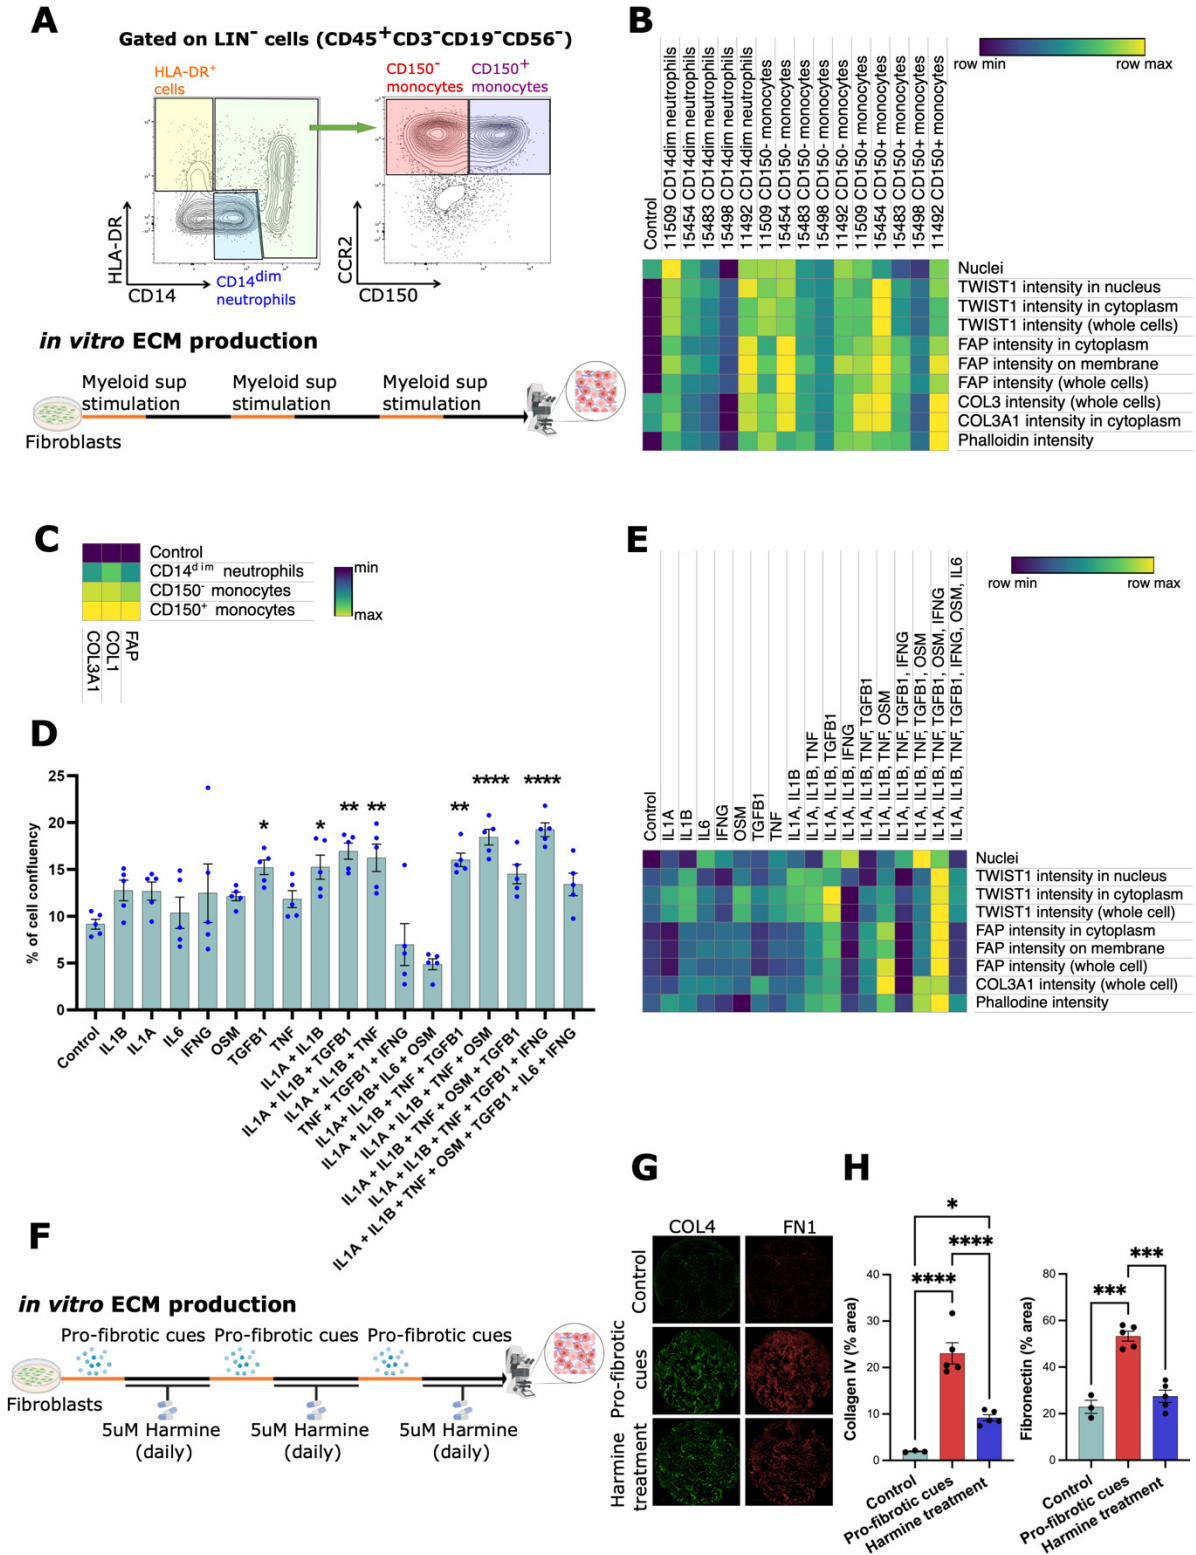 A
Gated on LIN⁻ cells (CD45⁺CD3⁻CD19⁻CD56⁻)
HLA-DR⁺
cells
CD150⁻
monocytes
CD150⁺
monocytes
HLA-DR
CD14
CD14ᵈⁱᵐ
neutrophils
CCR2
CD150
in vitro ECM production
Myeloid sup
stimulation
Myeloid sup
stimulation
Myeloid sup
stimulation
Fibroblasts
B
row min
row max
Control
11509 CD14dim neutrophils
15454 CD14dim neutrophils
15483 CD14dim neutrophils
15498 CD14dim neutrophils
11492 CD14dim neutrophils
11509 CD150- monocytes
15454 CD150- monocytes
15483 CD150- monocytes
15498 CD150- monocytes
11492 CD150- monocytes
11509 CD150+ monocytes
15454 CD150+ monocytes
15483 CD150+ monocytes
15498 CD150+ monocytes
11492 CD150+ monocytes
Nuclei
TWIST1 intensity in nucleus
TWIST1 intensity in cytoplasm
TWIST1 intensity (whole cells)
FAP intensity in cytoplasm
FAP intensity on membrane
FAP intensity (whole cells)
COL3 intensity (whole cells)
COL3A1 intensity in cytoplasm
Phalloidin intensity
C
Control
CD14ᵈⁱᵐ neutrophils
CD150⁻ monocytes
CD150⁺ monocytes
COL3A1
COL1
FAP
min
max
D
% of cell confluency
25
20
15
10
5
0
* * ** ** ** **** ****
Control
IL1B
IL1A
IL6
IFNG
OSM
TGFB1
TNF
IL1A + IL1B
IL1A + IL1B + TGFB1
IL1A + IL1B + TNF
TNF + TGFB1 + IFNG
IL1A+ IL1B+ IL6 + OSM
IL1A + IL1B + TNF + TGFB1
IL1A + IL1B + TNF + OSM
IL1A + IL1B + TNF + OSM + TGFB1
IL1A + IL1B + TNF + TGFB1 + IFNG
IL1A + IL1B + TNF + OSM + TGFB1 + IL6 + IFNG
E
row min
row max
Control
IL1A
IL1B
IL6
IFNG
OSM
TGFB1
TNF
IL1A, IL1B
IL1A, IL1B, TNF
IL1A, IL1B, TGFB1
IL1A, IL1B, IFNG
IL1A, IL1B, TNF, TGFB1
IL1A, IL1B, TNF, OSM
IL1A, IL1B, TNF, TGFB1, IFNG
IL1A, IL1B, TNF, TGFB1, OSM
IL1A, IL1B, TNF, TGFB1, OSM, IFNG
IL1A, IL1B, TNF, TGFB1, IFNG, OSM, IL6
Nuclei
TWIST1 intensity in nucleus
TWIST1 intensity in cytoplasm
TWIST1 intensity (whole cell)
FAP intensity in cytoplasm
FAP intensity on membrane
FAP intensity (whole cell)
COL3A1 intensity (whole cell)
Phallodine intensity
F
in vitro ECM production
Pro-fibrotic cues
Pro-fibrotic cues
Pro-fibrotic cues
Fibroblasts
5uM Harmine
(daily)
5uM Harmine
(daily)
5uM Harmine
(daily)
G
COL4
FN1
Control
Pro-fibrotic
cues
Harmine
treatment
H
*
****
****
Collagen IV (% area)
40
30
20
10
0
Control
Pro-fibrotic cues
Harmine treatment
***
***
Fibronectin (% area)
80
60
40
20
0
Control
Pro-fibrotic cues
Harmine treatment